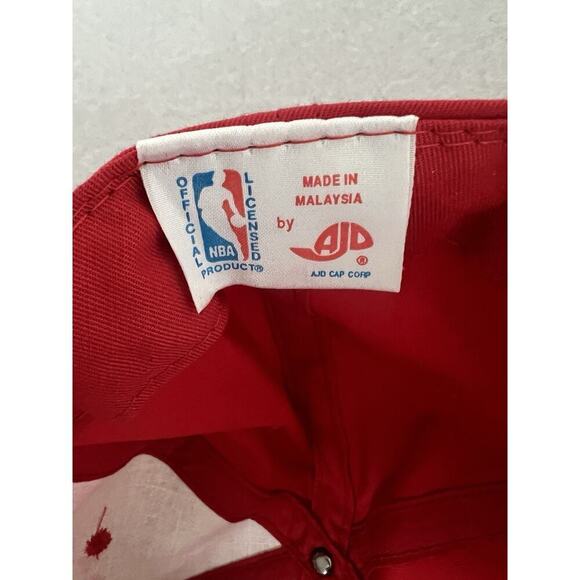 OFFICIAL
LICENSED
NBA
PRODUCT®
MADE IN
MALAYSIA
by
AJD
®
AJD CAP CORP